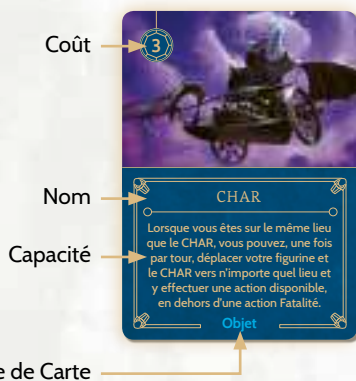 Coût
3
Nom
CHAR
Capacité
Lorsque vous êtes sur le même lieu
que le CHAR, vous pouvez, une fois
par tour, déplacer votre figurine et
le CHAR vers n'importe quel lieu et
y effectuer une action disponible,
en dehors d'une action Fatalité.
Objet
e de Carte